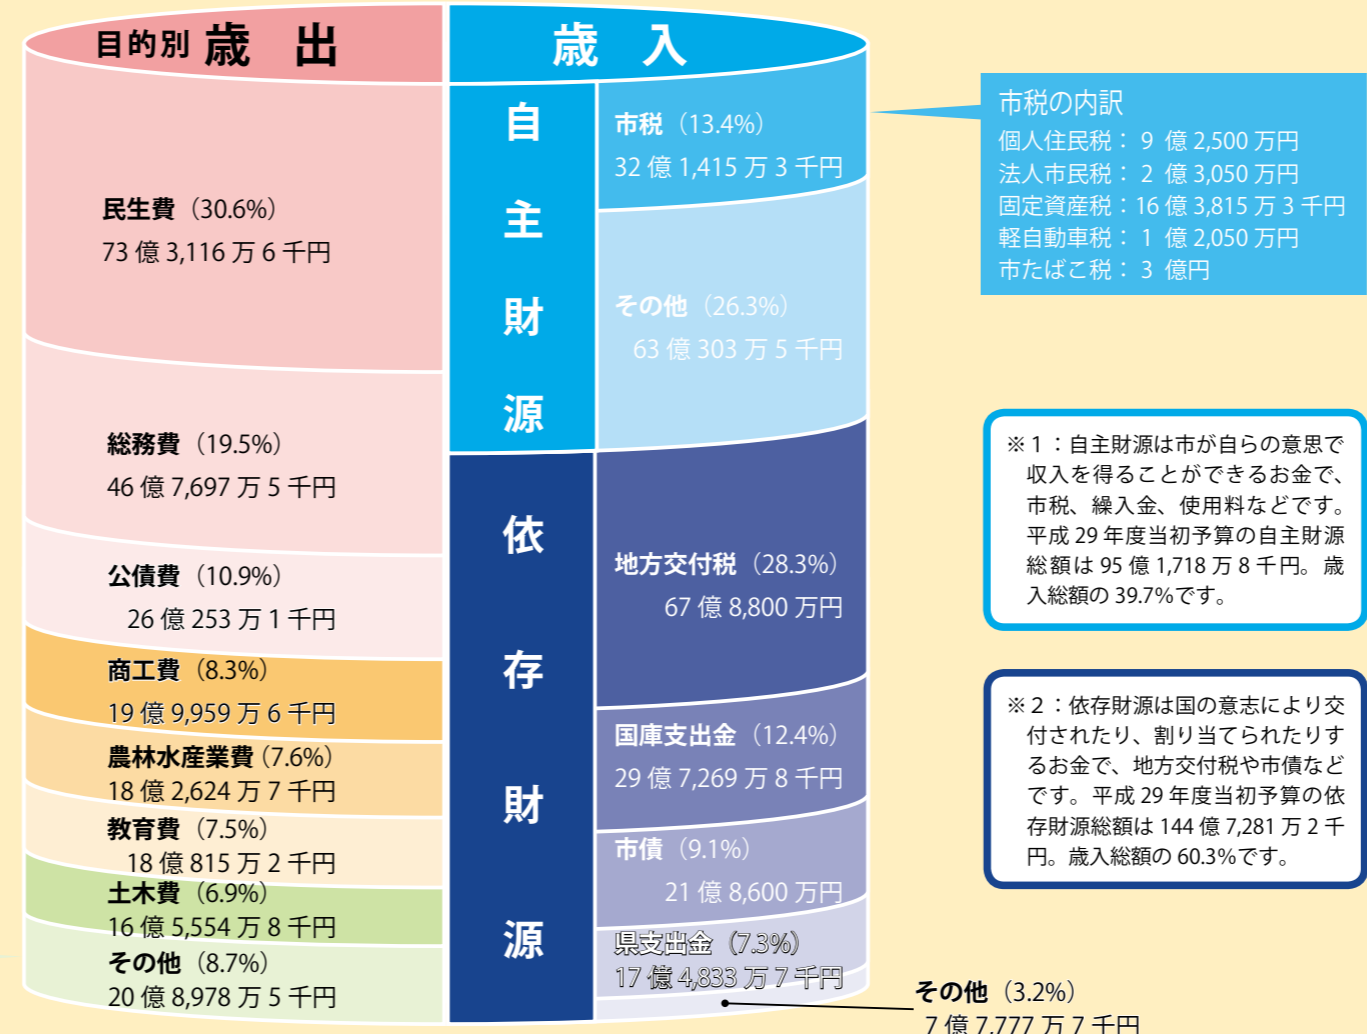 目的別 歳 出
民生費（30.6%）
73 億 3,116 万 6 千円
総務費（19.5%）
46 億 7,697 万 5 千円
公債費（10.9%）
26 億 253 万 1 千円
商工費（8.3%）
19 億 9,959 万 6 千円
農林水産業費（7.6%）
18 億 2,624 万 7 千円
教育費（7.5%）
18 億 815 万 2 千円
土木費（6.9%）
16 億 5,554 万 8 千円
その他（8.7%）
20 億 8,978 万 5 千円
歳 入
自主財源
市税（13.4%）
32 億 1,415 万 3 千円
その他（26.3%）
63 億 303 万 5 千円
依存財源
地方交付税（28.3%）
67 億 8,800 万円
国庫支出金（12.4%）
29 億 7,269 万 8 千円
市債（9.1%）
21 億 8,600 万円
県支出金（7.3%）
17 億 4,833 万 7 千円
その他（3.2%）
7 億 7,777 万 7 千円
市税の内訳
個人住民税： 9 億 2,500 万円
法人市民税： 2 億 3,050 万円
固定資産税：16 億 3,815 万 3 千円
軽自動車税： 1 億 2,050 万円
市たばこ税： 3 億円
※１：自主財源は市が自らの意思で
収入を得ることができるお金で、
市税、繰入金、使用料などです。
平成 29 年度当初予算の自主財源
総額は 95 億 1,718 万 8 千円。歳
入総額の 39.7%です。
※２：依存財源は国の意志により交
付されたり、割り当てられたりす
るお金で、地方交付税や市債など
です。平成 29 年度当初予算の依
存財源総額は 144 億 7,281 万 2 千
円。歳入総額の 60.3%です。